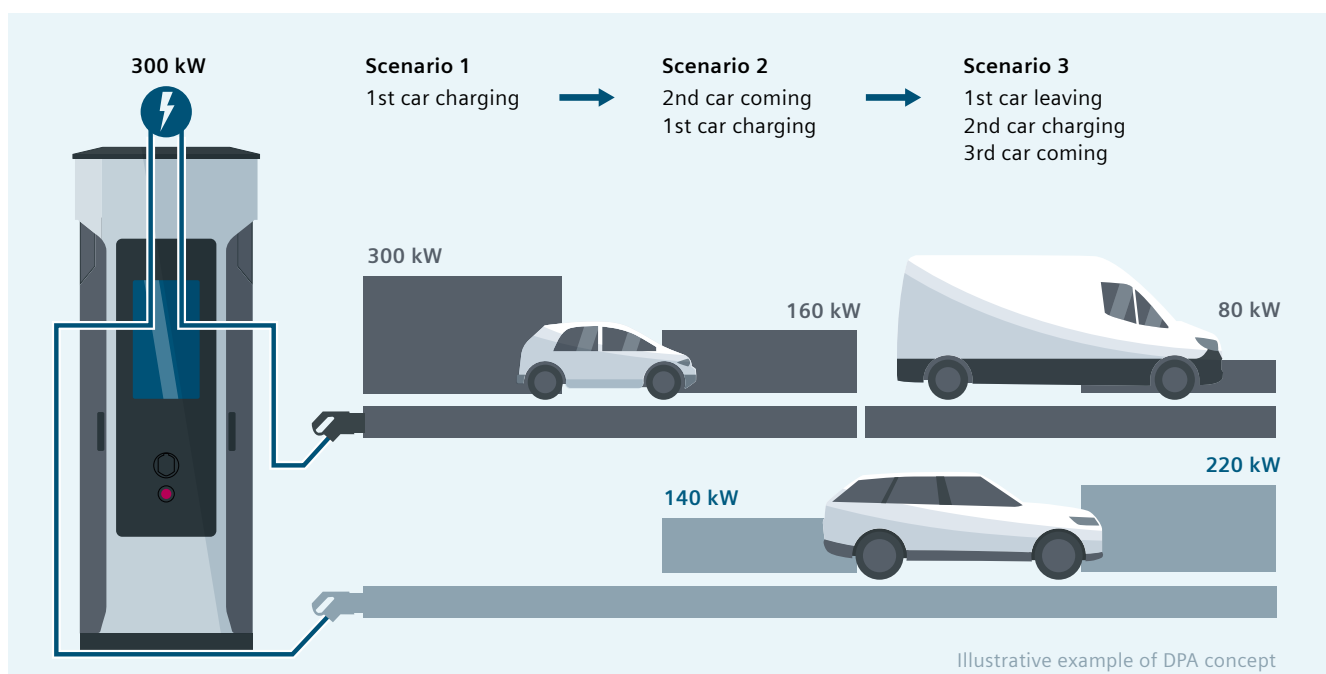 300 kW
Scenario 1
1st car charging
Scenario 2
2nd car coming
1st car charging
Scenario 3
1st car leaving
2nd car charging
3rd car coming
300 kW
160 kW
80 kW
140 kW
220 kW
Illustrative example of DPA concept